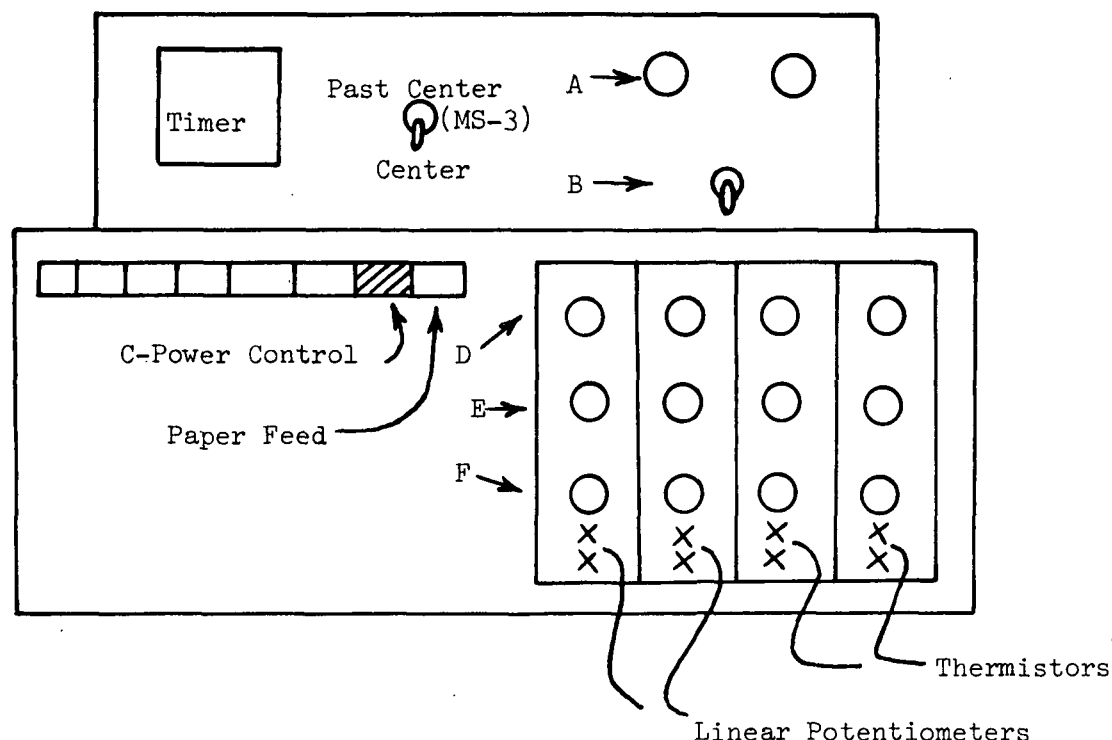 Timer
Past Center
(MS-3)
Center
A
B
C-Power Control
Paper Feed
D
E
F
Thermistors
Linear Potentiometers